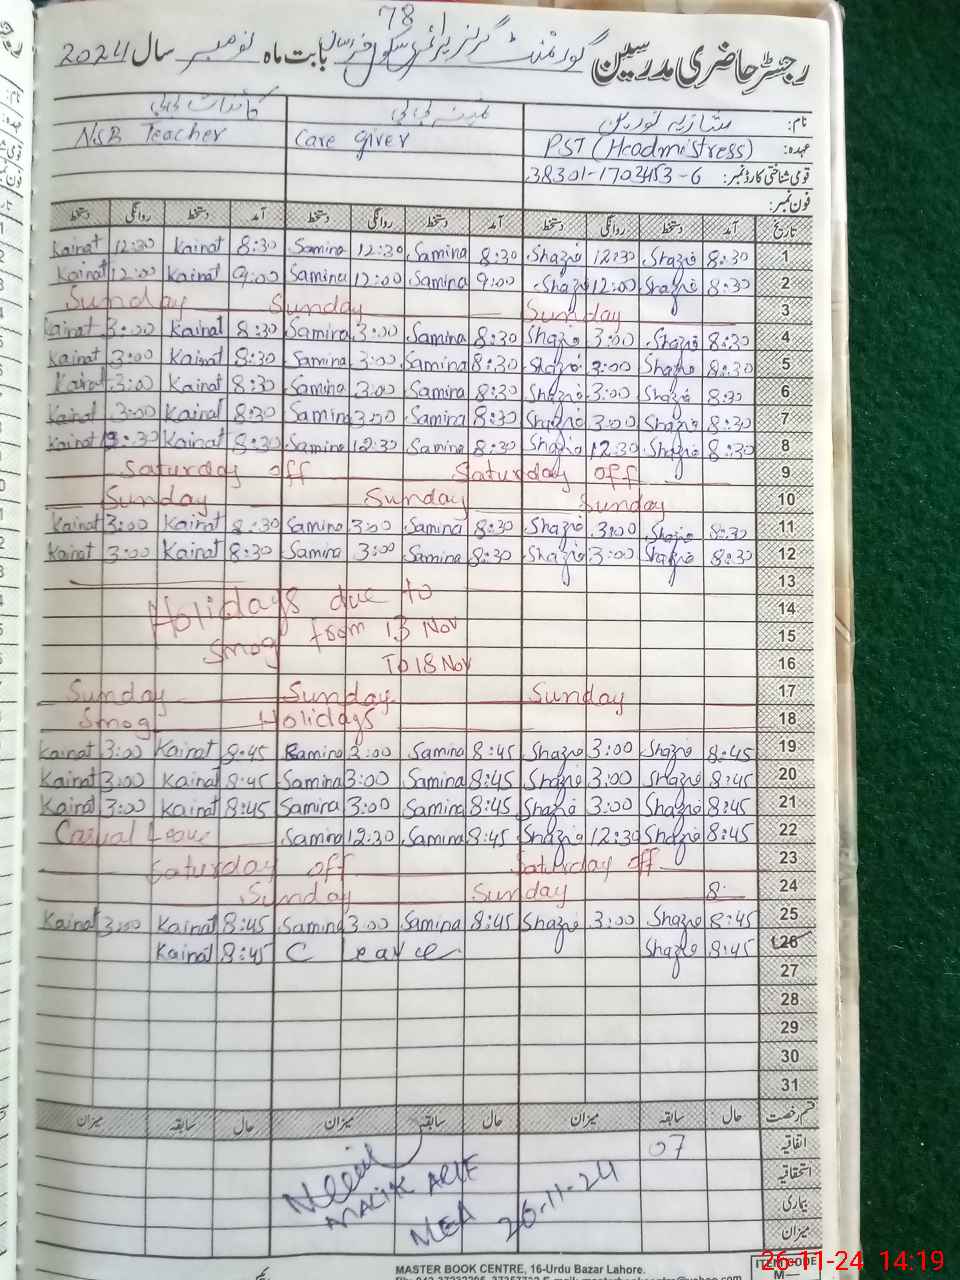 78
رجسٹر حاضری مدرسین گورنمنٹ گرلز پرائمری سکول بابت ماہ نومبر سال 2024
نام: شازیہ نورین
عہدہ: PST (Headmistress) Care giver NSB Teacher
قومی شناختی کارڈ نمبر: 38301-1702453-6
فون نمبر:
تاریخ آمد دستخط روانگی دستخط آمد دستخط روانگی دستخط آمد دستخط روانگی دستخط
Kainat 12:30 Kainat 8:30 Samina 12:30 Samina 8:30 Shazia 12:30 Shazia 8:30 1
Kainat 12:00 Kainat 9:00 Samina 12:00 Samina 9:00 Shazia 12:00 Shazia 8:30 2
Sunday Sunday Sunday 3
Kainat 3:00 Kainat 8:30 Samina 3:00 Samina 8:30 Shazia 3:00 Shazia 8:30 4
Kainat 3:00 Kainat 8:30 Samina 3:00 Samina 8:30 Shazia 3:00 Shazia 8:30 5
Kainat 3:00 Kainat 8:30 Samina 3:00 Samina 8:30 Shazia 3:00 Shazia 8:30 6
Kainat 3:00 Kainat 8:30 Samina 3:00 Samina 8:30 Shazia 3:00 Shazia 8:30 7
Kainat Kainat 8:30 Samina 12:30 Samina 8:30 Shazia 12:30 Shazia 8:30 8
Saturday off Saturday off 9
Sunday Sunday Sunday 10
Kainat 3:00 Kainat 8:30 Samina 3:00 Samina 8:30 Shazia 3:00 Shazia 8:30 11
Kainat 3:00 Kainat 8:30 Samina 3:00 Samina 8:30 Shazia 3:00 Shazia 8:30 12
13
Holidays due to 14
Smog from 13 Nov 15
To 18 Nov 16
Sunday Sunday Sunday 17
Smog Holidays 18
Kainat 3:00 Kainat 8:45 Samina 3:00 Samina 8:45 Shazia 3:00 Shazia 8:45 19
Kainat 3:00 Kainat 8:45 Samina 3:00 Samina 8:45 Shazia 3:00 Shazia 8:45 20
Kainat 3:00 Kainat 8:45 Samina 3:00 Samina 8:45 Shazia 3:00 Shazia 8:45 21
Casual Leave Samina 12:30 Samina 8:45 Shazia 12:30 Shazia 8:45 22
Saturday off Saturday off 23
Sunday Sunday 8: 24
Kainat 3:00 Kainat 8:45 Samina 3:00 Samina 8:45 Shazia 3:00 Shazia 8:45 25
Kainat 8:45 C leave Shazia 8:45 26
27
28
29
30
31
قسم رخصت حال سابقہ میزان حال سابقہ میزان حال سابقہ میزان
اتفاقیہ 07
استحقاقیہ
بیماری
میزان
MALIK ARIF
MEA 26-11-24
MASTER BOOK CENTRE, 16-Urdu Bazar Lahore.
ITEM CODE
26-11-24 14:19